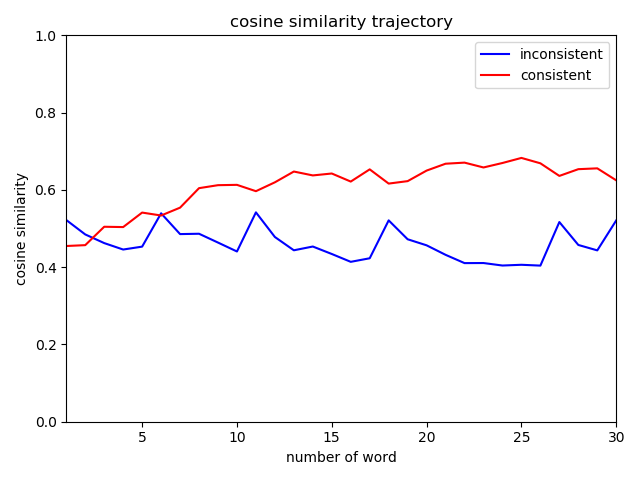 cosine similarity trajectory
inconsistent
consistent
cosine similarity
1.0
0.8
0.6
0.4
0.2
0.0
5
10
15
20
25
30
number of word